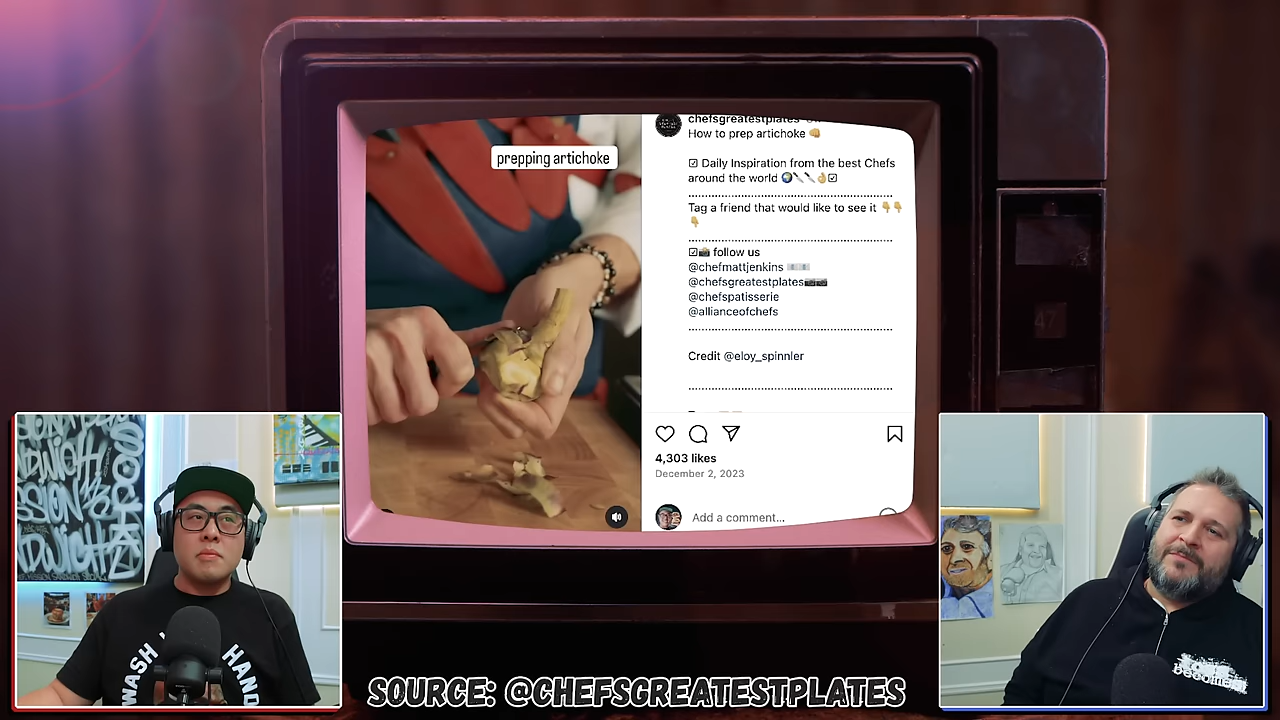 prepping artichoke
chefsgreatestplates
How to prep artichoke 👊
☑ Daily Inspiration from the best Chefs
around the world 🌍🔪🔪👌☑
Tag a friend that would like to see it 👇👇
👇
☑📸 follow us
@chefmattjenkins
@chefsgreatestplates
@chefspatisserie
@allianceofchefs
Credit @eloy_spinnler
4,303 likes
December 2, 2023
Add a comment...
47
WASH
HAND
SOURCE: @CHEFSGREATESTPLATES